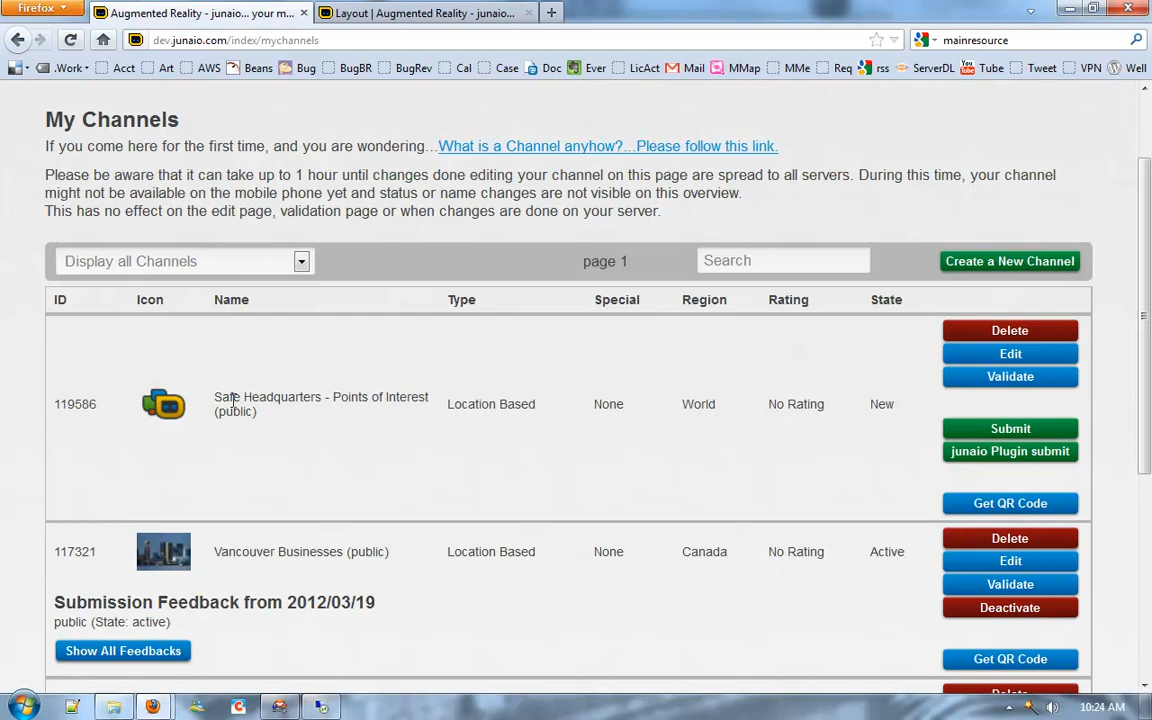 Firefox
Augmented Reality - junaio... your m...
Layout | Augmented Reality - junaio...
dev.junaio.com/index/mychannels
mainresource
.Work Acct Art AWS Beans Bug BugBR BugRev Cal Case Doc Ever LicAct Mail MMap MMe Req rss ServerDL Tube Tweet VPN Well
My Channels
If you come here for the first time, and you are wondering...What is a Channel anyhow?...Please follow this link.
Please be aware that it can take up to 1 hour until changes done editing your channel on this page are spread to all servers. During this time, your channel
might not be available on the mobile phone yet and status or name changes are not visible on this overview.
This has no effect on the edit page, validation page or when changes are done on your server.
Display all Channels page 1 Search Create a New Channel
ID Icon Name Type Special Region Rating State
Delete
Edit
Validate
119586 Safe Headquarters - Points of Interest (public) Location Based None World No Rating New
Submit
junaio Plugin submit
Get QR Code
117321 Vancouver Businesses (public) Location Based None Canada No Rating Active
Delete
Edit
Validate
Deactivate
Submission Feedback from 2012/03/19
public (State: active)
Show All Feedbacks
Get QR Code
Delete
10:24 AM